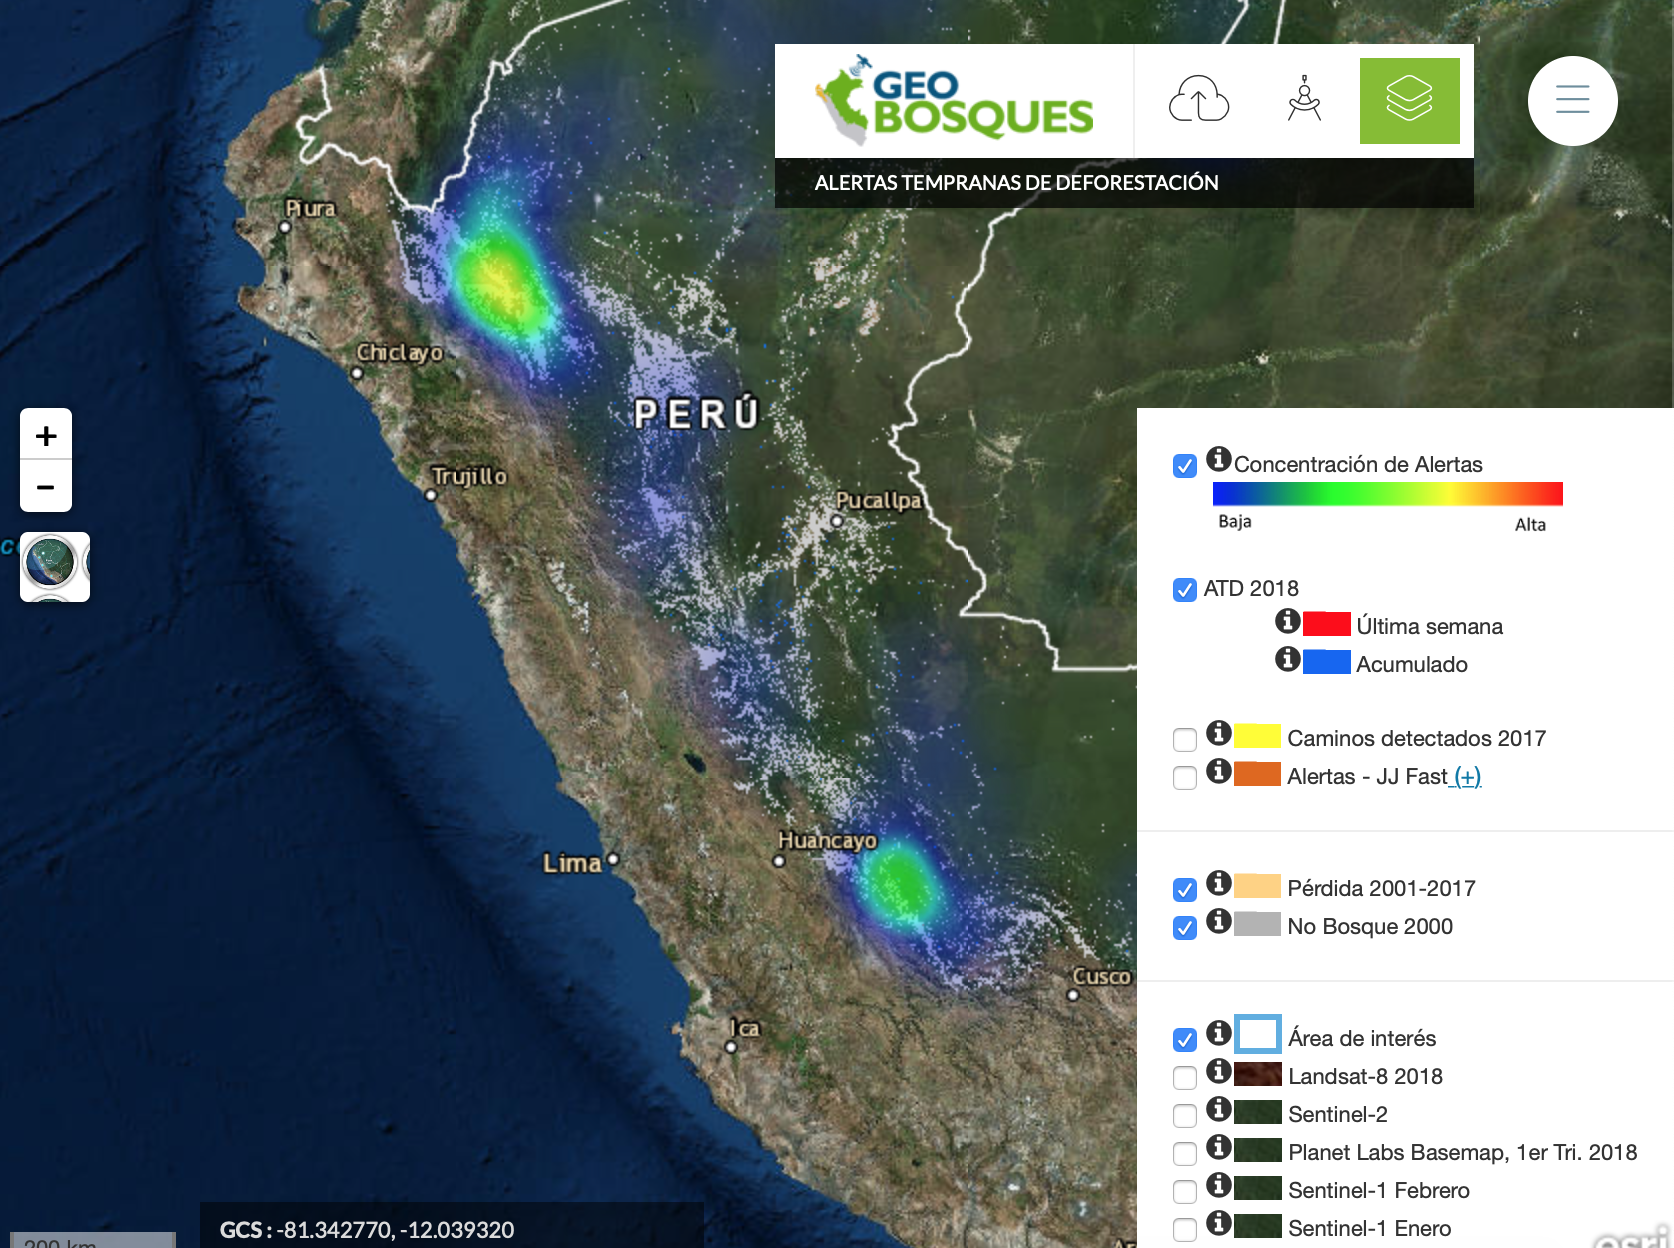 GEO
BOSQUES
ALERTAS TEMPRANAS DE DEFORESTACIÓN
Piura
Chiclayo
PERÚ
Trujillo
Pucallpa
Huancayo
Lima
Cusco
Ica
+
−
Concentración de Alertas
Baja
Alta
ATD 2018
Última semana
Acumulado
Caminos detectados 2017
Alertas - JJ Fast (+)
Pérdida 2001-2017
No Bosque 2000
Área de interés
Landsat-8 2018
Sentinel-2
Planet Labs Basemap, 1er Tri. 2018
Sentinel-1 Febrero
Sentinel-1 Enero
GCS : -81.342770, -12.039320
200 km
esri